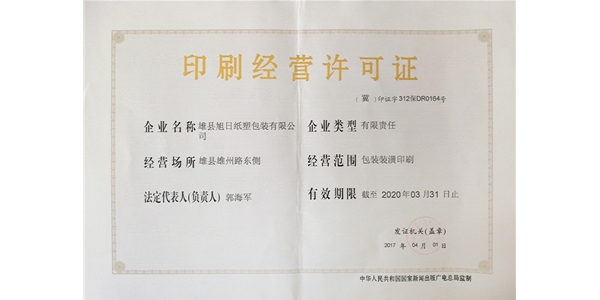 印刷经营许可证
（ 冀 ）印证字 312张DR0164号
企业名称 雄县旭日纸塑包装有限公司
企业类型 有限责任
经营场所 雄县雄州路东侧
经营范围 包装装潢印刷
法定代表人(负责人) 郭海军
有效期限 截至 2020年03月31日止
发证机关(盖章)
2017 年 04 月 01 日
中华人民共和国国家新闻出版广电总局监制